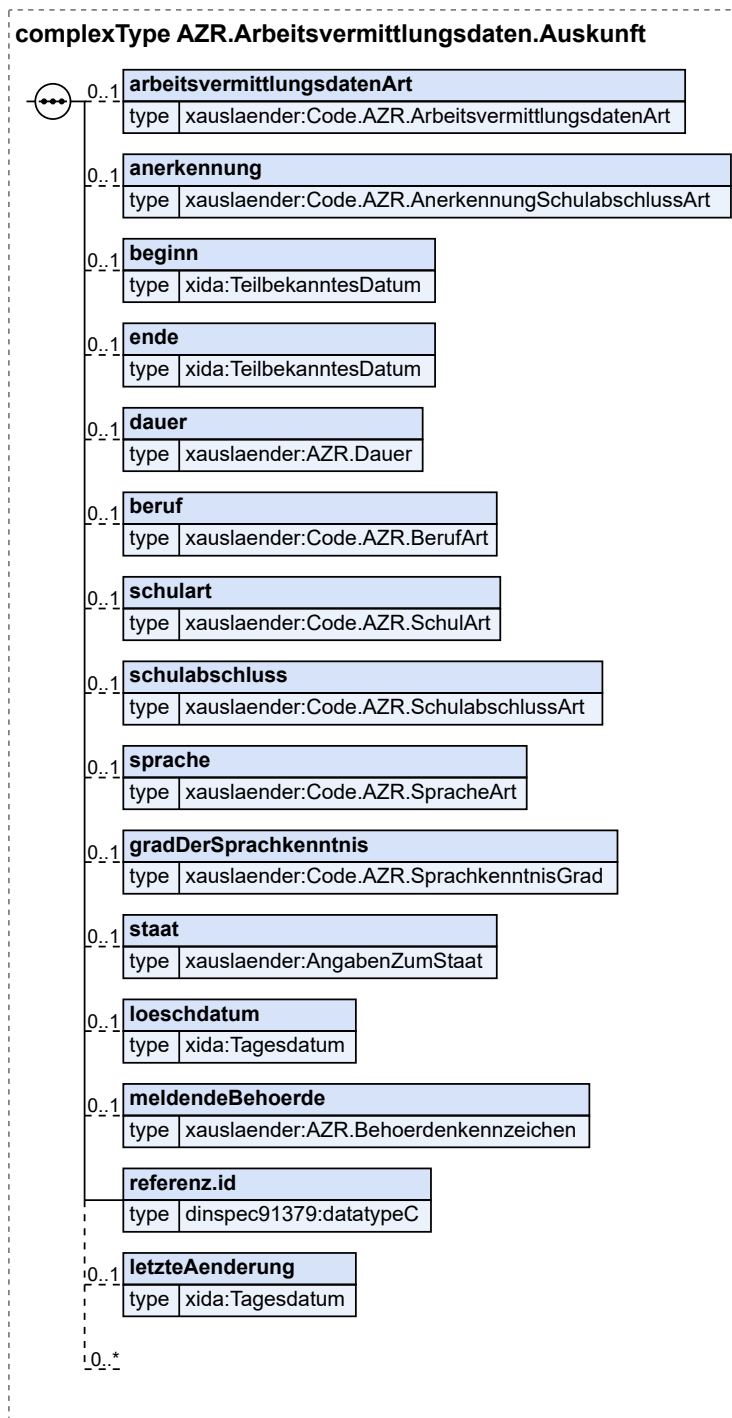 complexType AZR.Arbeitsvermittlungsdaten.Auskunft
0..1 arbeitsvermittlungsdatenArt
type xauslaender:Code.AZR.ArbeitsvermittlungsdatenArt
0..1 anerkennung
type xauslaender:Code.AZR.AnerkennungSchulabschlussArt
0..1 beginn
type xida:TeilbekanntesDatum
0..1 ende
type xida:TeilbekanntesDatum
0..1 dauer
type xauslaender:AZR.Dauer
0..1 beruf
type xauslaender:Code.AZR.BerufArt
0..1 schulart
type xauslaender:Code.AZR.SchulArt
0..1 schulabschluss
type xauslaender:Code.AZR.SchulabschlussArt
0..1 sprache
type xauslaender:Code.AZR.SpracheArt
0..1 gradDerSprachkenntnis
type xauslaender:Code.AZR.SprachkenntnisGrad
0..1 staat
type xauslaender:AngabenZumStaat
0..1 loeschdatum
type xida:Tagesdatum
0..1 meldendeBehoerde
type xauslaender:AZR.Behoerdenkennzeichen
referenz.id
type dinspec91379:datatypeC
0..1 letzteAenderung
type xida:Tagesdatum
0..*